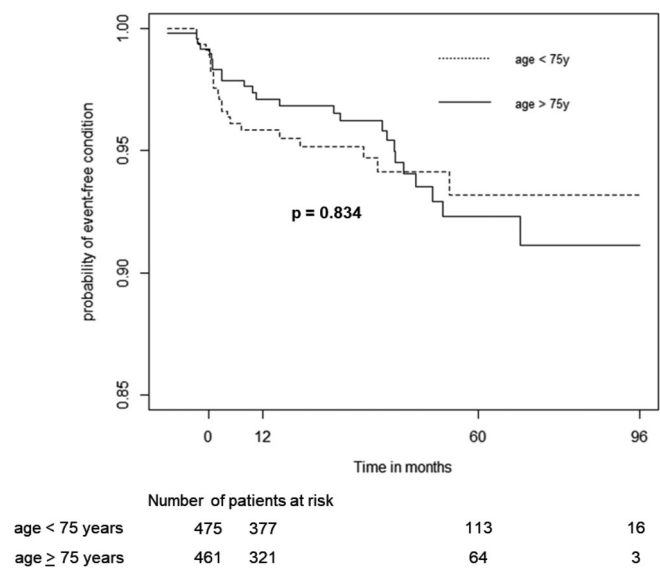 1.00
0.95
0.90
0.85
probability of event-free condition
age < 75y
age > 75y
p = 0.834
0 12 60 96
Time in months
Number of patients at risk
age < 75 years 475 377 113 16
age ≥ 75 years 461 321 64 3